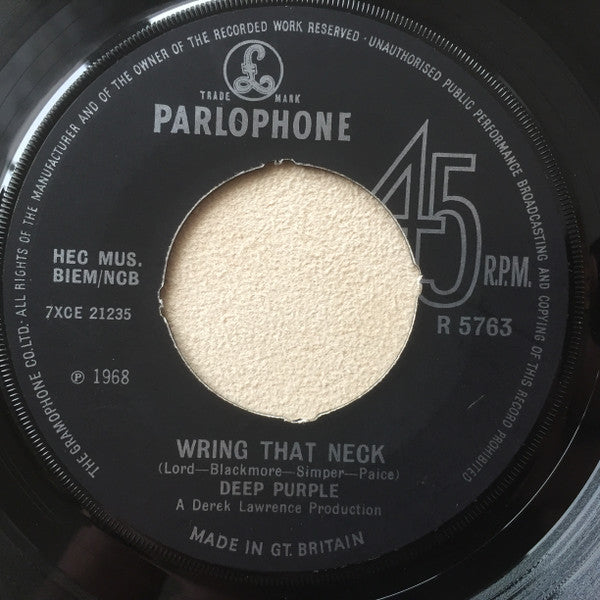 THE GRAMOPHONE CO. LTD. ALL RIGHTS OF THE MANUFACTURER AND OF THE OWNER OF THE RECORDED WORK RESERVED · UNAUTHORISED PUBLIC PERFORMANCE BROADCASTING AND COPYING OF THIS RECORD PROHIBITED
£
TRADE MARK
PARLOPHONE
45
R.P.M.
HEC MUS.
BIEM/NCB
7XCE 21235
R 5763
℗ 1968
WRING THAT NECK
(Lord—Blackmore—Simper—Paice)
DEEP PURPLE
A Derek Lawrence Production
MADE IN GT. BRITAIN